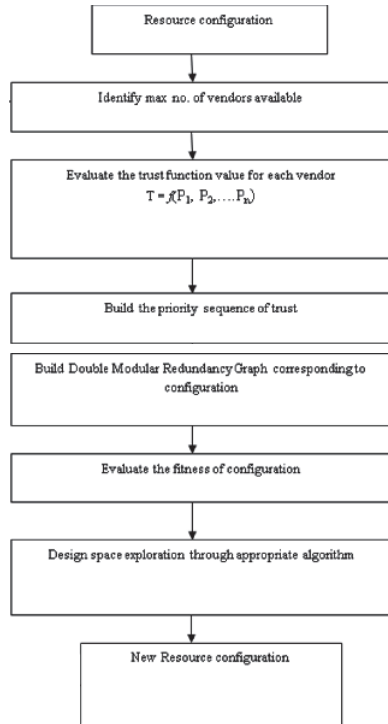 Resource configuration
Identify max no. of vendors available
Evaluate the trust function value for each vendor
T = f(P1, P2,....Pn)
Build the priority sequence of trust
Build Double Modular Redundancy Graph corresponding to
configuration
Evaluate the fitness of configuration
Design space exploration through appropriate algorithm
New Resource configuration